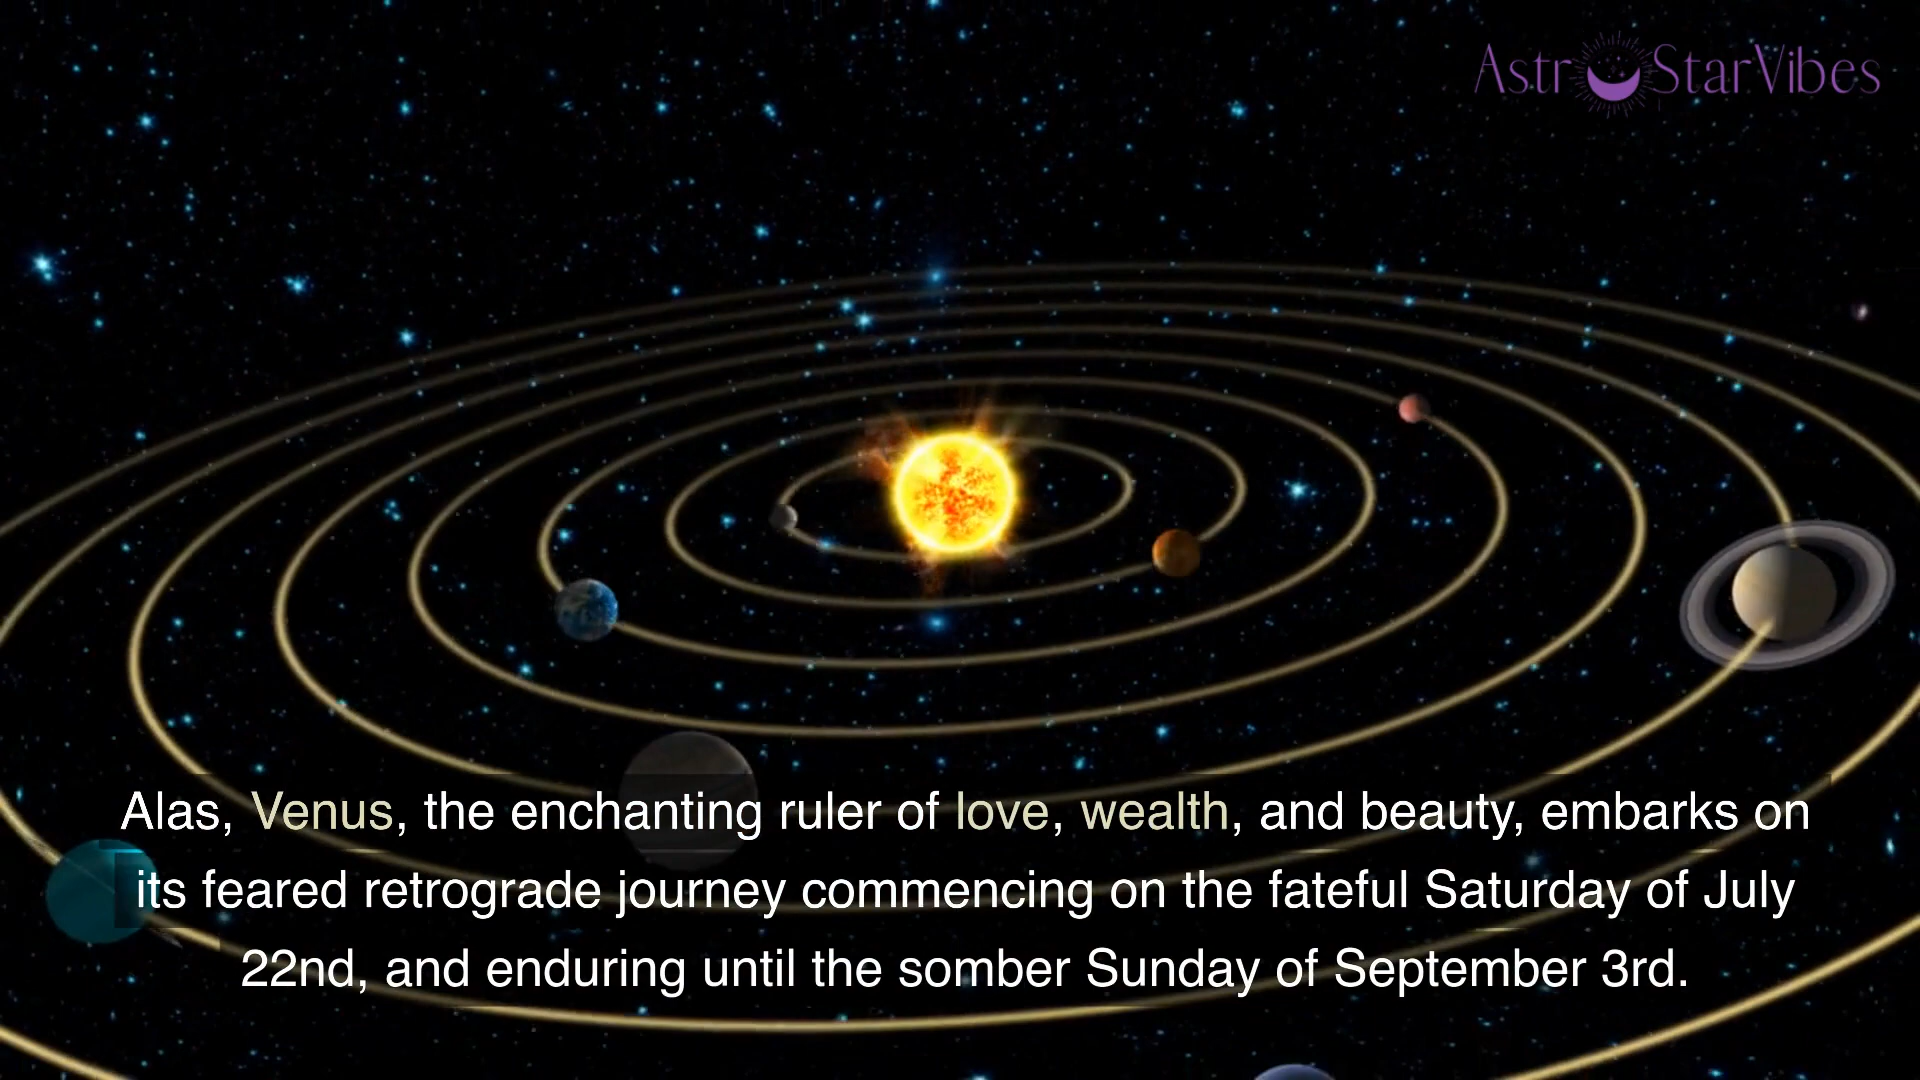 AstroStarVibes
Alas, Venus, the enchanting ruler of love, wealth, and beauty, embarks on
its feared retrograde journey commencing on the fateful Saturday of July
22nd, and enduring until the somber Sunday of September 3rd.